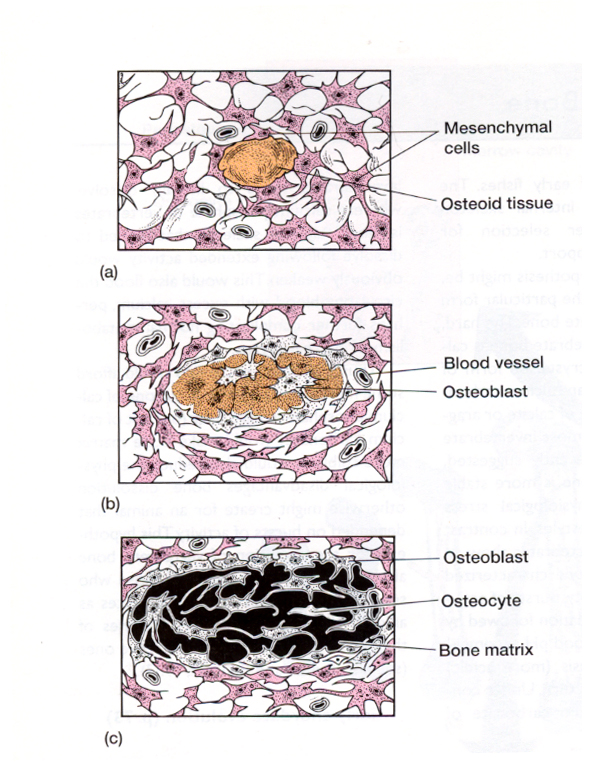 Mesenchymal
cells
Osteoid tissue
(a)
Blood vessel
Osteoblast
(b)
Osteoblast
Osteocyte
Bone matrix
(c)